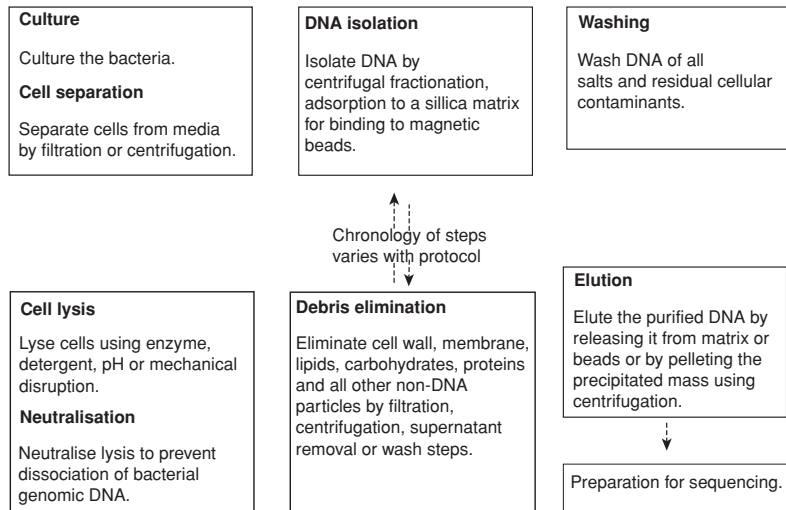 Culture
Culture the bacteria.
Cell separation
Separate cells from media
by filtration or centrifugation.
DNA isolation
Isolate DNA by
centrifugal fractionation,
adsorption to a sillica matrix
for binding to magnetic
beads.
Washing
Wash DNA of all
salts and residual cellular
contaminants.
Chronology of steps
varies with protocol
Cell lysis
Lyse cells using enzyme,
detergent, pH or mechanical
disruption.
Neutralisation
Neutralise lysis to prevent
dissociation of bacterial
genomic DNA.
Debris elimination
Eliminate cell wall, membrane,
lipids, carbohydrates, proteins
and all other non-DNA
particles by filtration,
centrifugation, supernatant
removal or wash steps.
Elution
Elute the purified DNA by
releasing it from matrix or
beads or by pelleting the
precipitated mass using
centrifugation.
Preparation for sequencing.